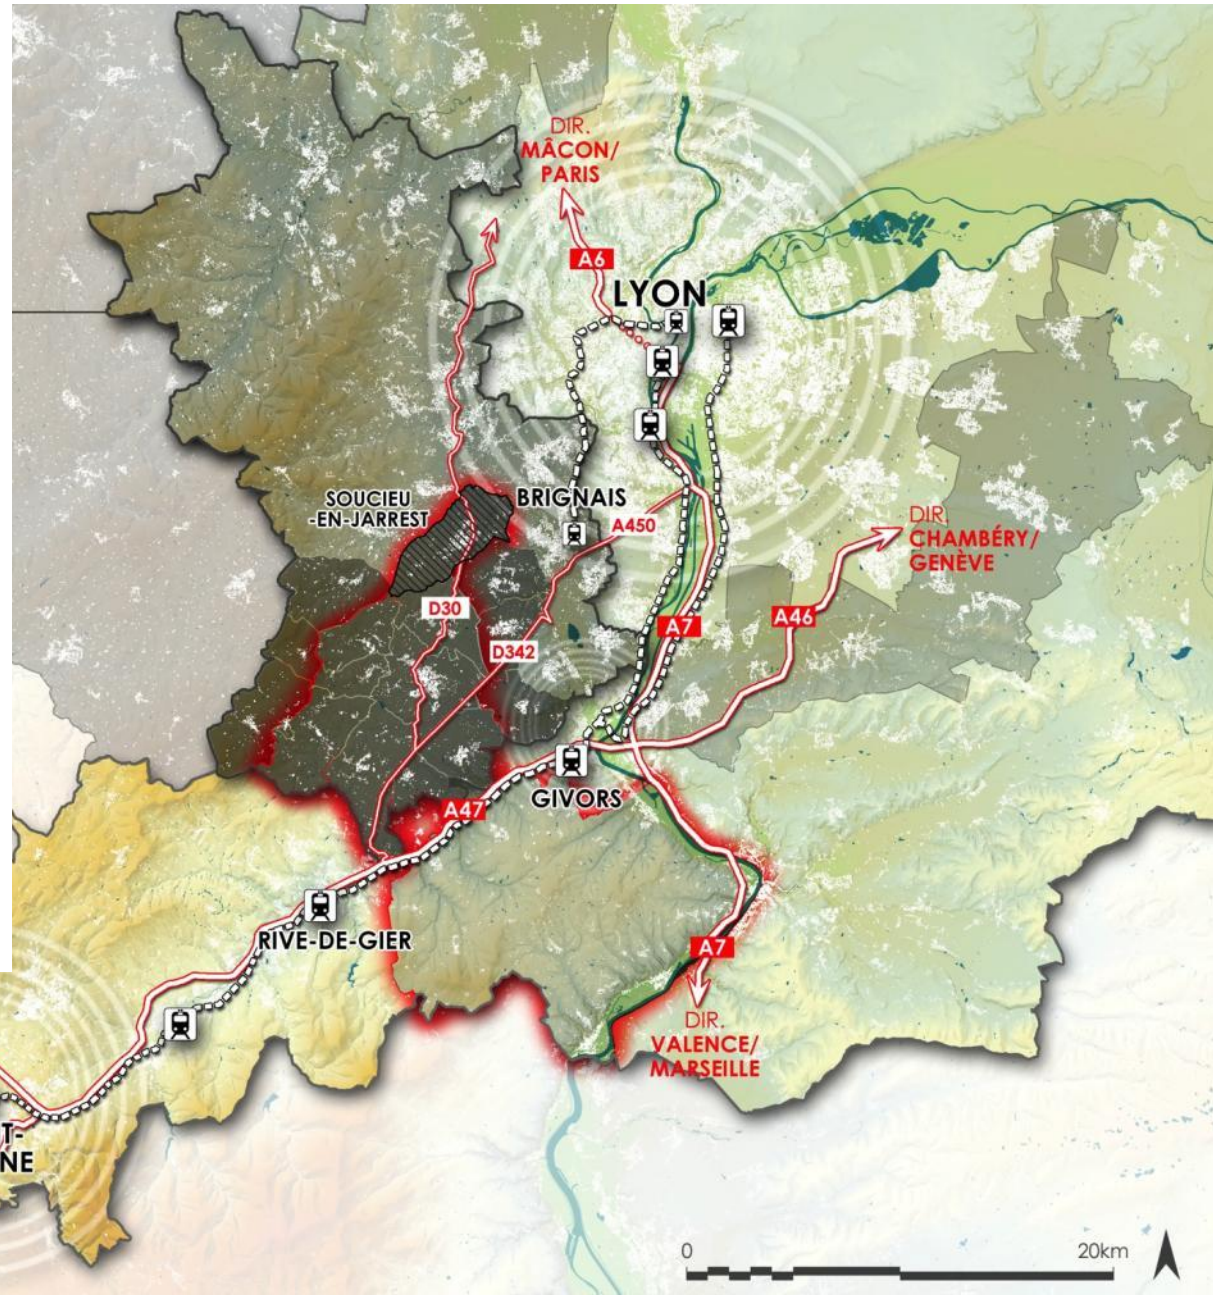 DIR.
MÂCON/
PARIS
A6
LYON
SOUCIEU
-EN-JARREST
BRIGNAIS
A450
DIR.
CHAMBÉRY/
GENÈVE
D30
A7
A46
D342
GIVORS
A47
RIVE-DE-GIER
A7
DIR.
VALENCE/
MARSEILLE
T-
NE
0
20km